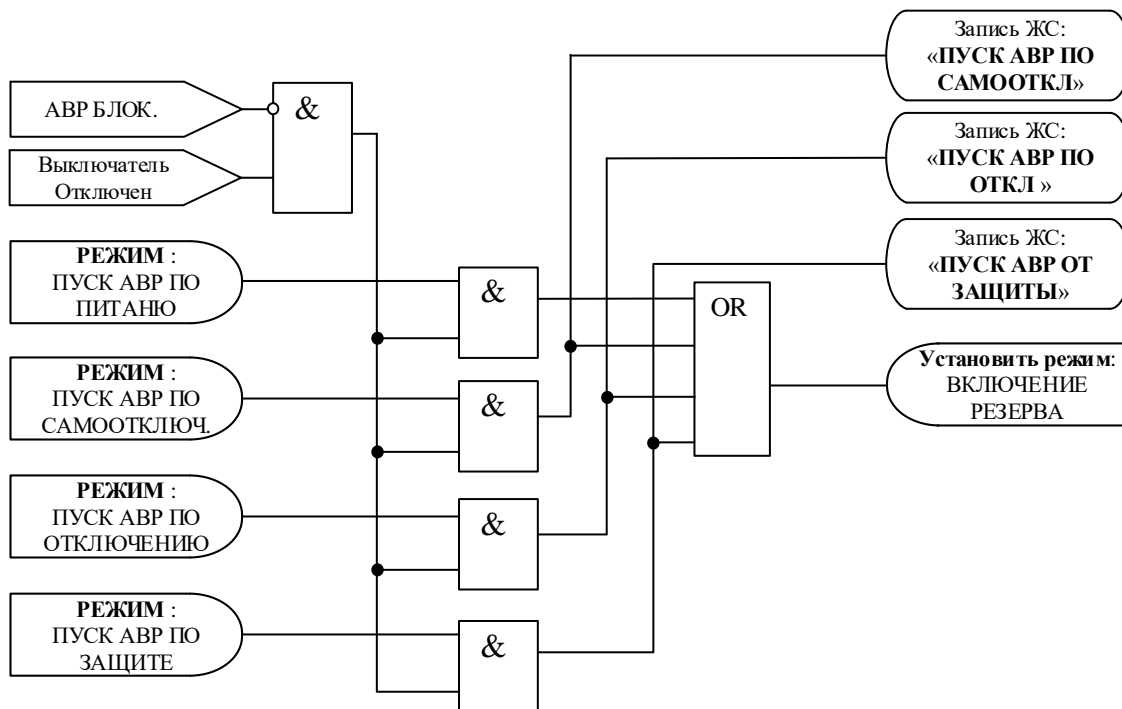 АВР БЛОК.
Выключатель
Отключен
&
РЕЖИМ :
ПУСК АВР ПО
ПИТАНЮ
&
РЕЖИМ :
ПУСК АВР ПО
САМООТКЛЮЧ.
&
РЕЖИМ :
ПУСК АВР ПО
ОТКЛЮЧЕНИЮ
&
РЕЖИМ :
ПУСК АВР ПО
ЗАЩИТЕ
&
OR
Запись ЖС:
«ПУСК АВР ПО
САМООТКЛ»
Запись ЖС:
«ПУСК АВР ПО
ОТКЛ »
Запись ЖС:
«ПУСК АВР ОТ
ЗАЩИТЫ»
Установить режим:
ВКЛЮЧЕНИЕ
РЕЗЕРВА